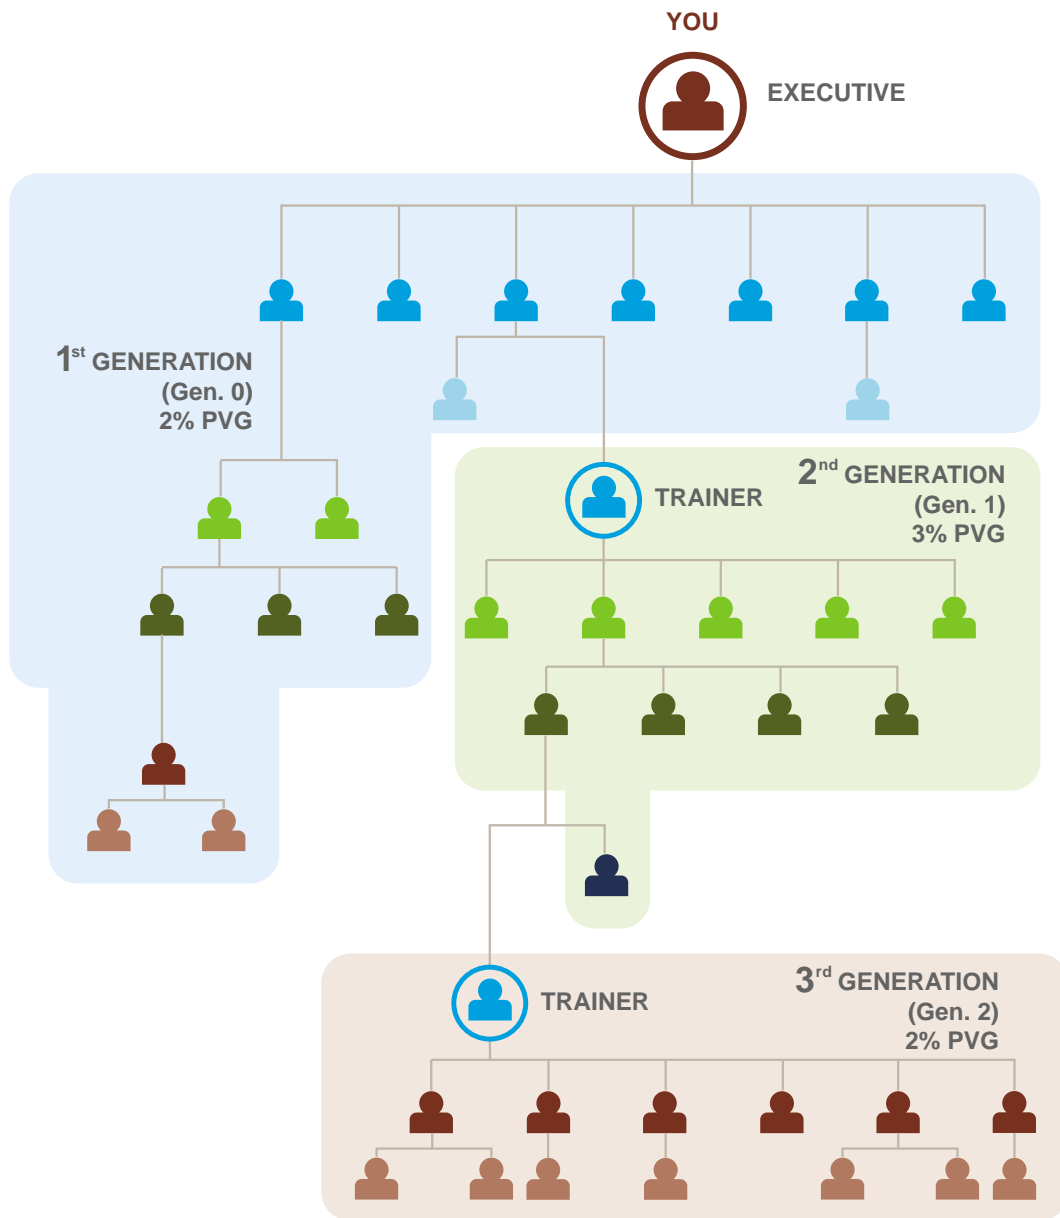 YOU
EXECUTIVE
1st GENERATION
(Gen. 0)
2% PVG
2nd GENERATION
(Gen. 1)
3% PVG
TRAINER
3rd GENERATION
(Gen. 2)
2% PVG
TRAINER